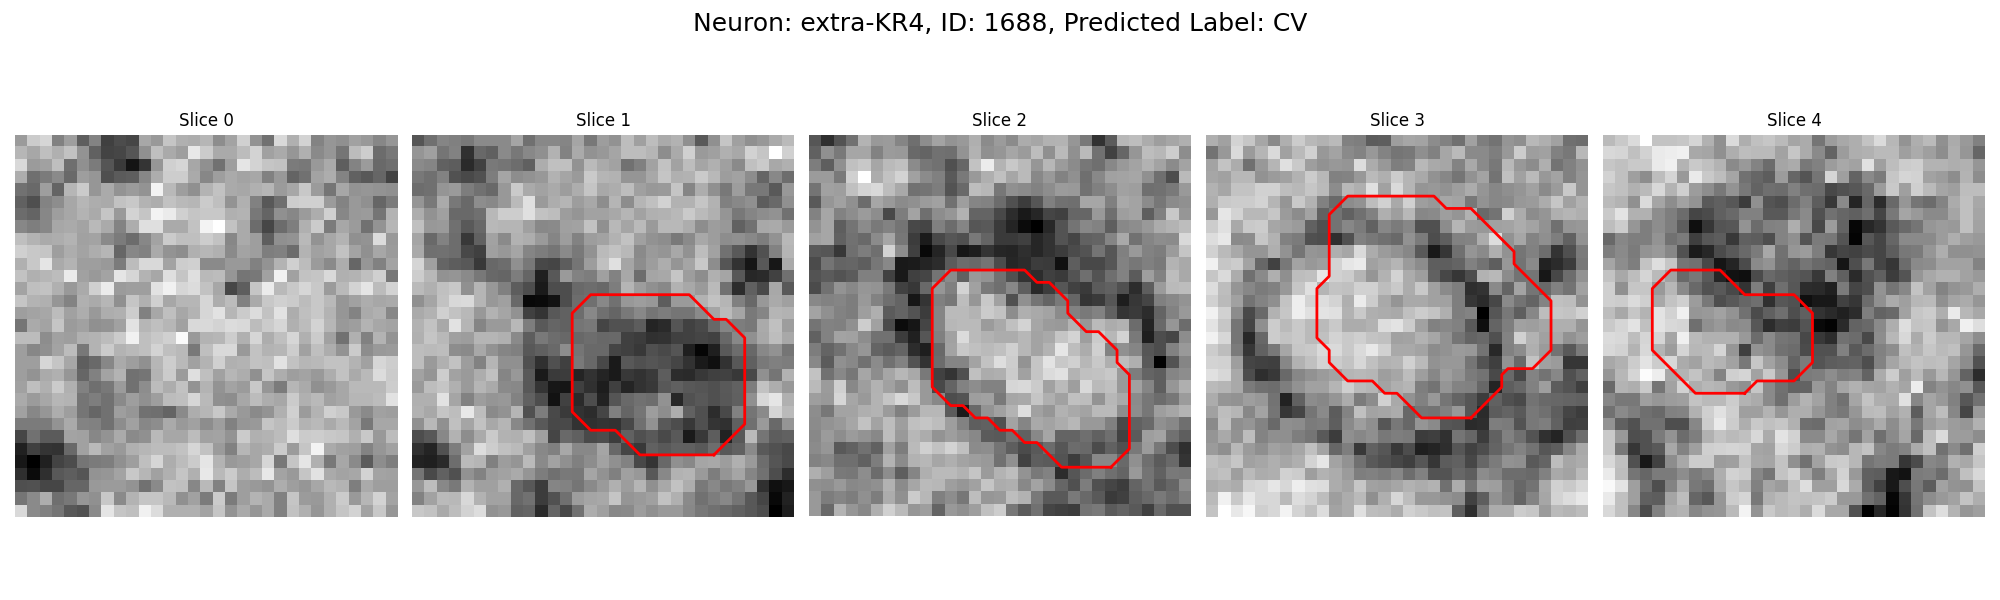 Neuron: extra-KR4, ID: 1688, Predicted Label: CV
Slice 0
Slice 1
Slice 2
Slice 3
Slice 4